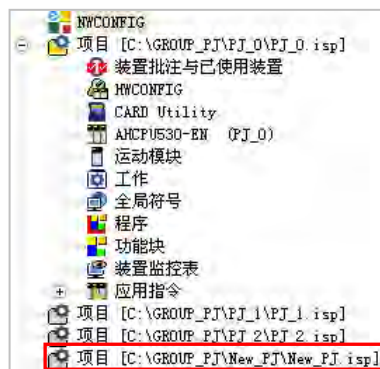 NWCONFIG
项目 [C:\GROUP_PJ\PJ_0\PJ_0.isp]
装置批注与已使用装置
HWCONFIG
CARD Utility
AHCPU530-EN (PJ_0)
运动模块
工作
全局符号
程序
功能块
装置监控表
应用指令
项目 [C:\GROUP_PJ\PJ_1\PJ_1.isp]
项目 [C:\GROUP_PJ\PJ_2\PJ_2.isp]
项目 [C:\GROUP_PJ\New_PJ\New_PJ.isp]